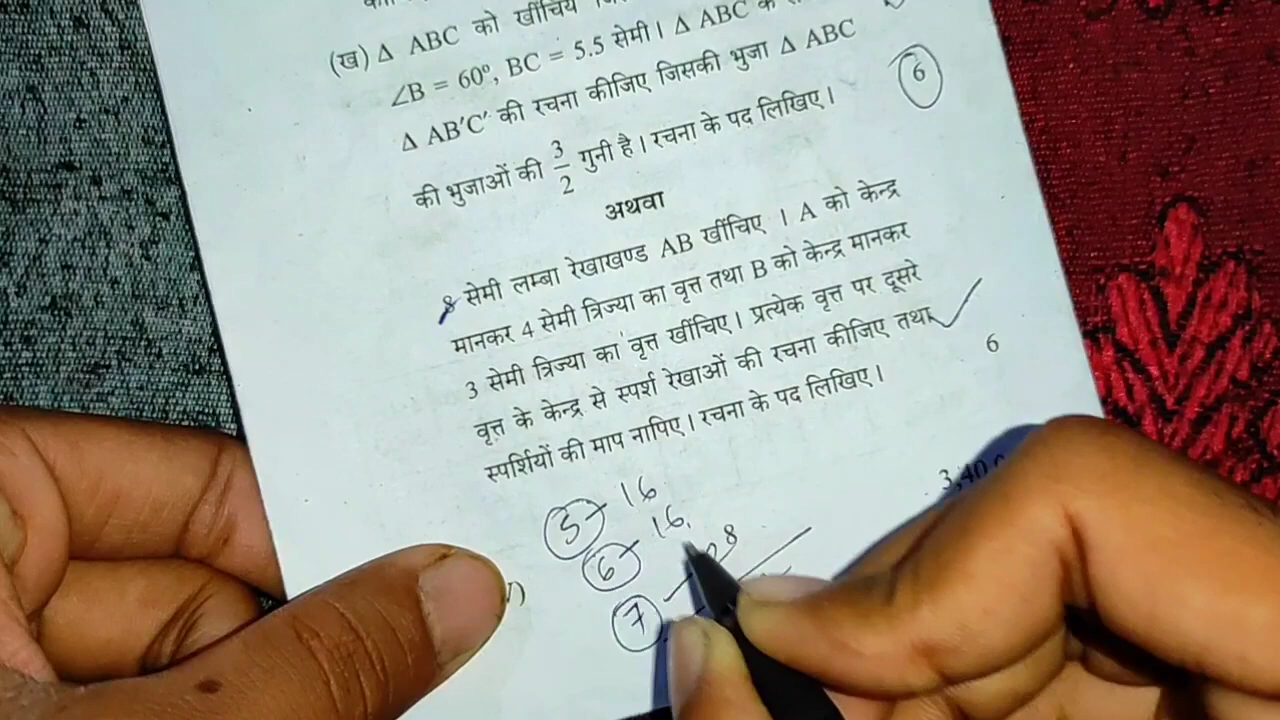 (ख) Δ ABC को खींचिये
∠B = 60°, BC = 5.5 सेमी। Δ ABC के
Δ AB'C' की रचना कीजिए जिसकी भुजा Δ ABC
की भुजाओं की 3/2 गुनी है। रचना के पद लिखिए।
6
अथवा
8 सेमी लम्बा रेखाखण्ड AB खींचिए । A को केन्द्र
मानकर 4 सेमी त्रिज्या का वृत्त तथा B को केन्द्र मानकर
3 सेमी त्रिज्या का वृत्त खींचिए। प्रत्येक वृत्त पर दूसरे
वृत्त के केन्द्र से स्पर्श रेखाओं की रचना कीजिए तथा
स्पर्शियों की माप नापिए। रचना के पद लिखिए।
6
5 - 16
6 - 16
7 - 8
3,40